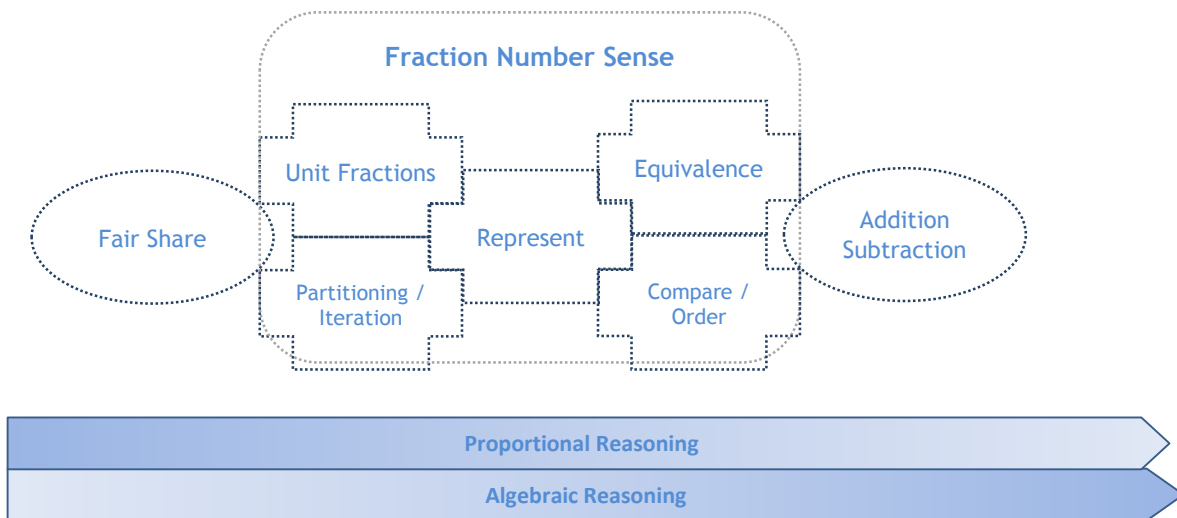 Fraction Number Sense
Unit Fractions
Equivalence
Fair Share
Represent
Addition
Subtraction
Partitioning /
Iteration
Compare /
Order
Proportional Reasoning
Algebraic Reasoning